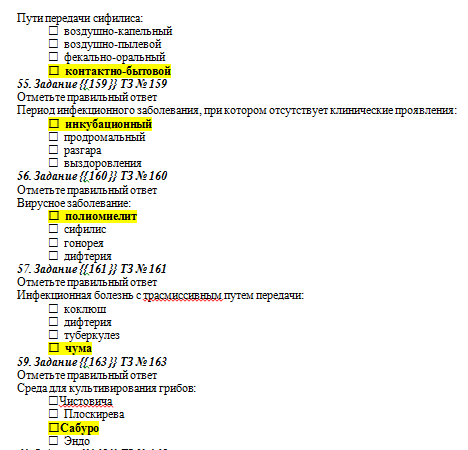 Пути передачи сифилиса:
☐ воздушно-капельный
☐ воздушно-пылевой
☐ фекально-оральный
☐ контактно-бытовой
55. Задание {{159}} ТЗ № 159
Отметьте правильный ответ
Период инфекционного заболевания, при котором отсутствует клинические проявления:
☐ инкубационный
☐ продромальный
☐ разгара
☐ выздоровления
56. Задание {{160}} ТЗ № 160
Отметьте правильный ответ
Вирусное заболевание:
☐ полиомиелит
☐ сифилис
☐ гонорея
☐ дифтерия
57. Задание {{161}} ТЗ № 161
Отметьте правильный ответ
Инфекционная болезнь с трасмиссивным путем передачи:
☐ коклюш
☐ дифтерия
☐ туберкулез
☐ чума
59. Задание {{163}} ТЗ № 163
Отметьте правильный ответ
Среда для культивирования грибов:
☐Чистовича
☐ Плоскирева
☐Сабуро
☐ Эндо